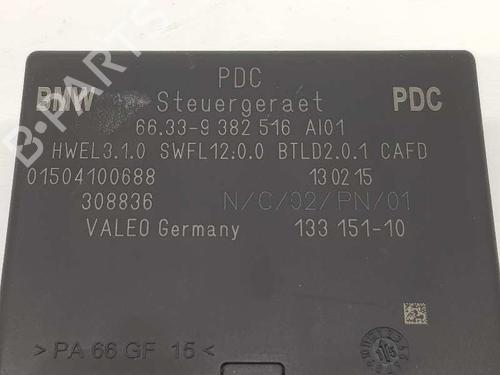 PDC
BMW Steuergeraet PDC
66.33-9 382 516 AI01
HWEL3.1.0 SWFL12.0.0 BTLD2.0.1 CAFD
01504100688 130215
308836 N/C/92/PN/01
VALEO Germany 133 151-10
>PA 66 GF 15<
B-PARTS